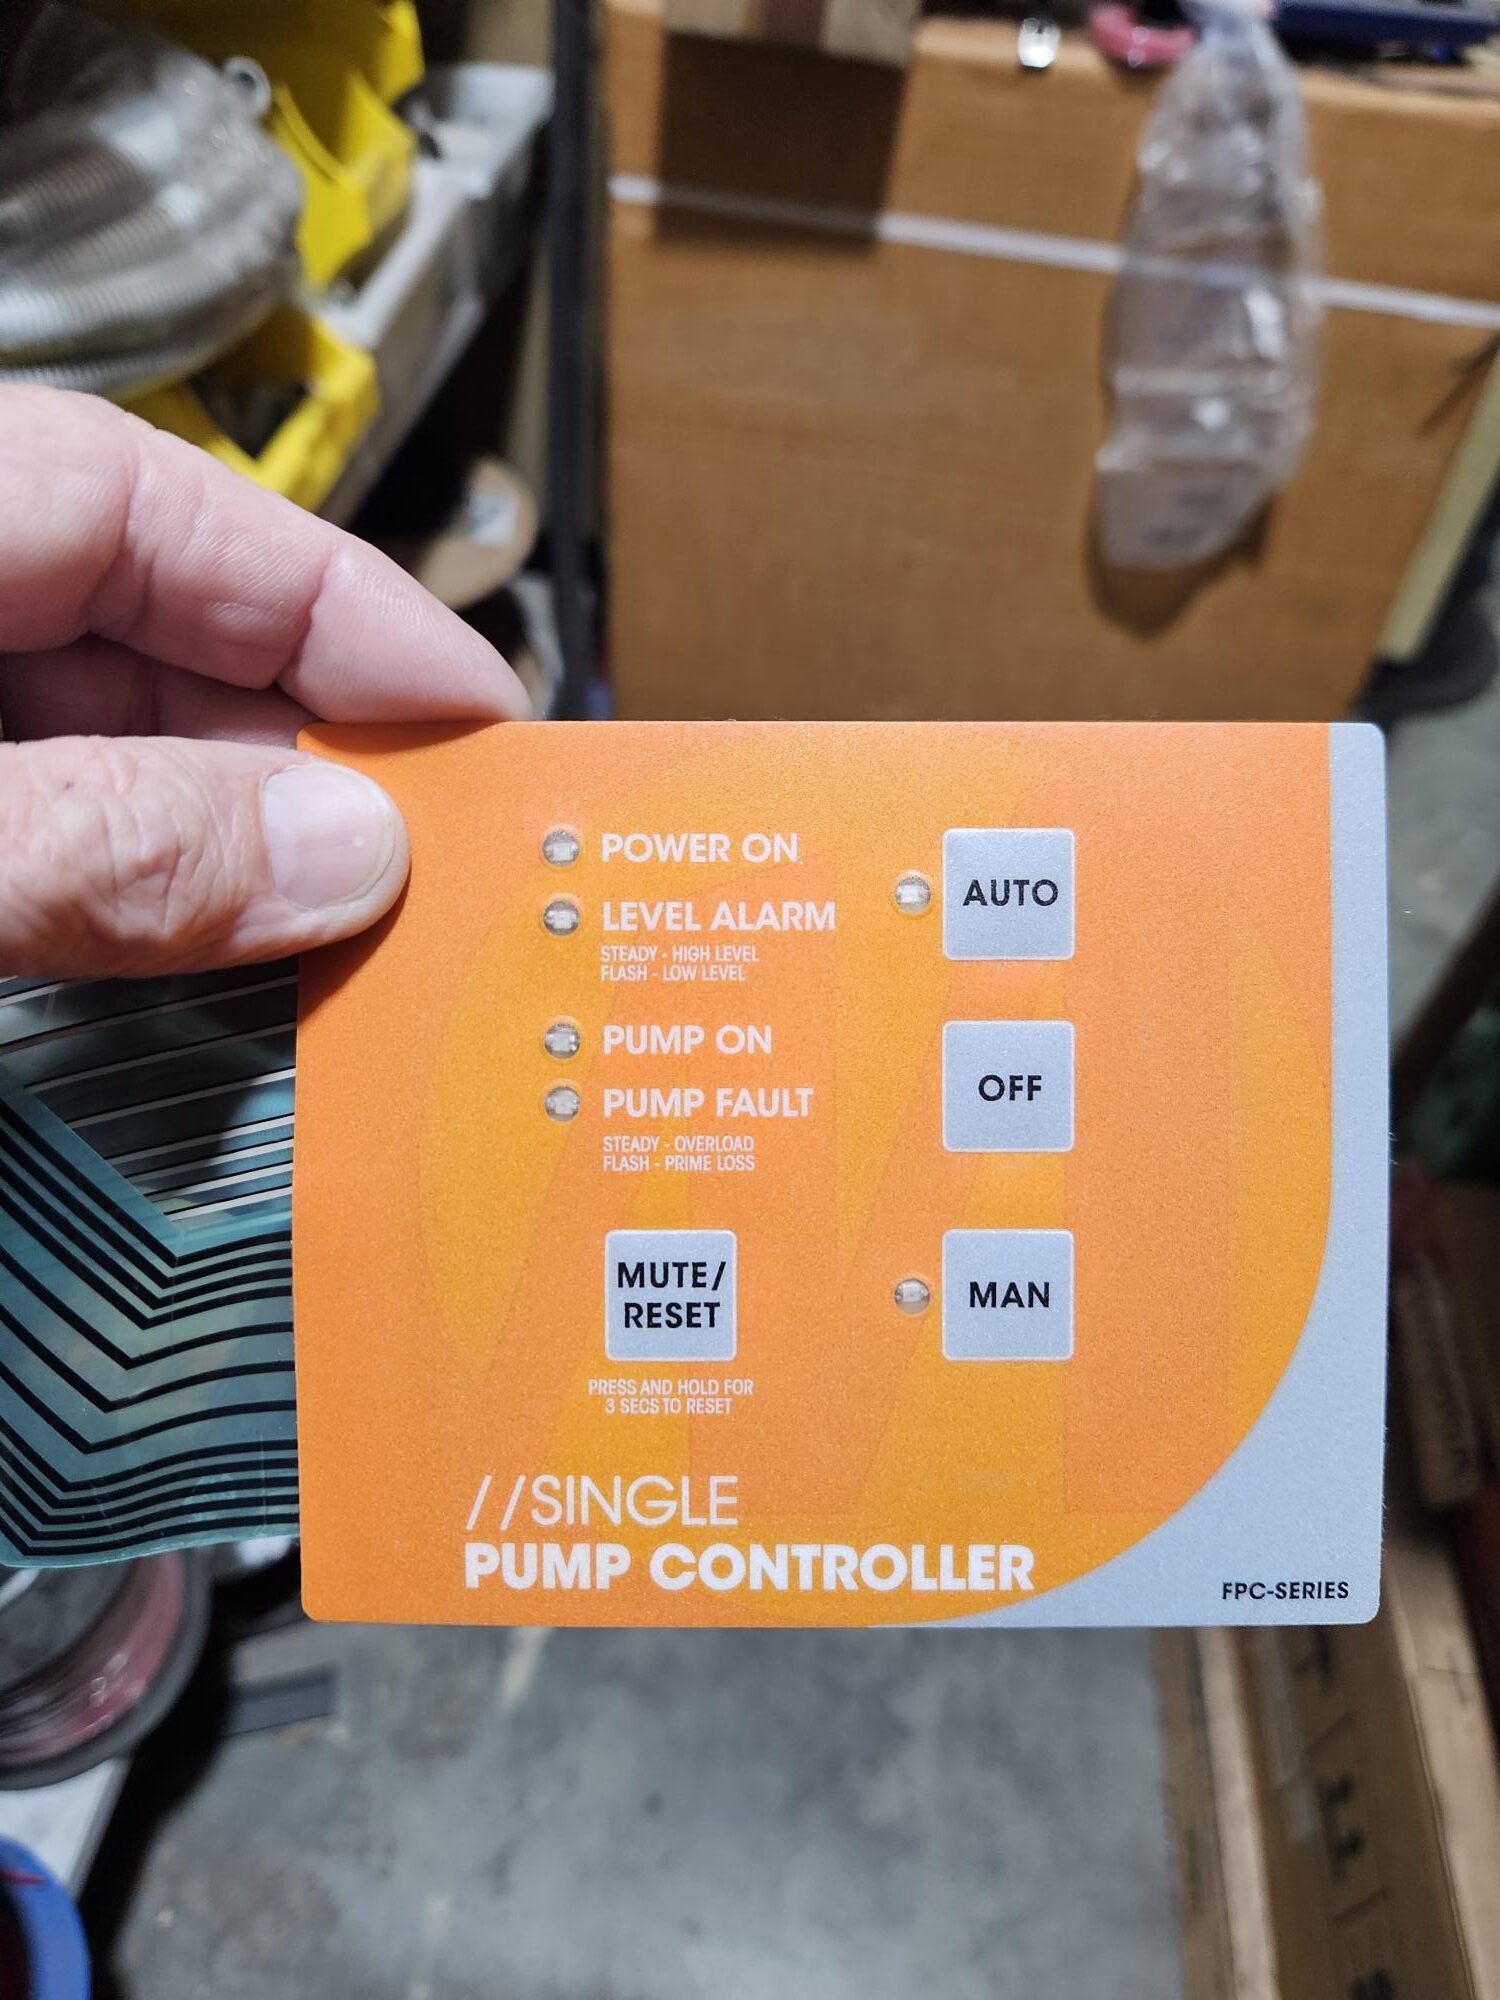 POWER ON
LEVEL ALARM
STEADY - HIGH LEVEL
FLASH - LOW LEVEL
PUMP ON
PUMP FAULT
STEADY - OVERLOAD
FLASH - PRIME LOSS
MUTE/
RESET
PRESS AND HOLD FOR
3 SECS TO RESET
AUTO
OFF
MAN
//SINGLE
PUMP CONTROLLER
FPC-SERIES